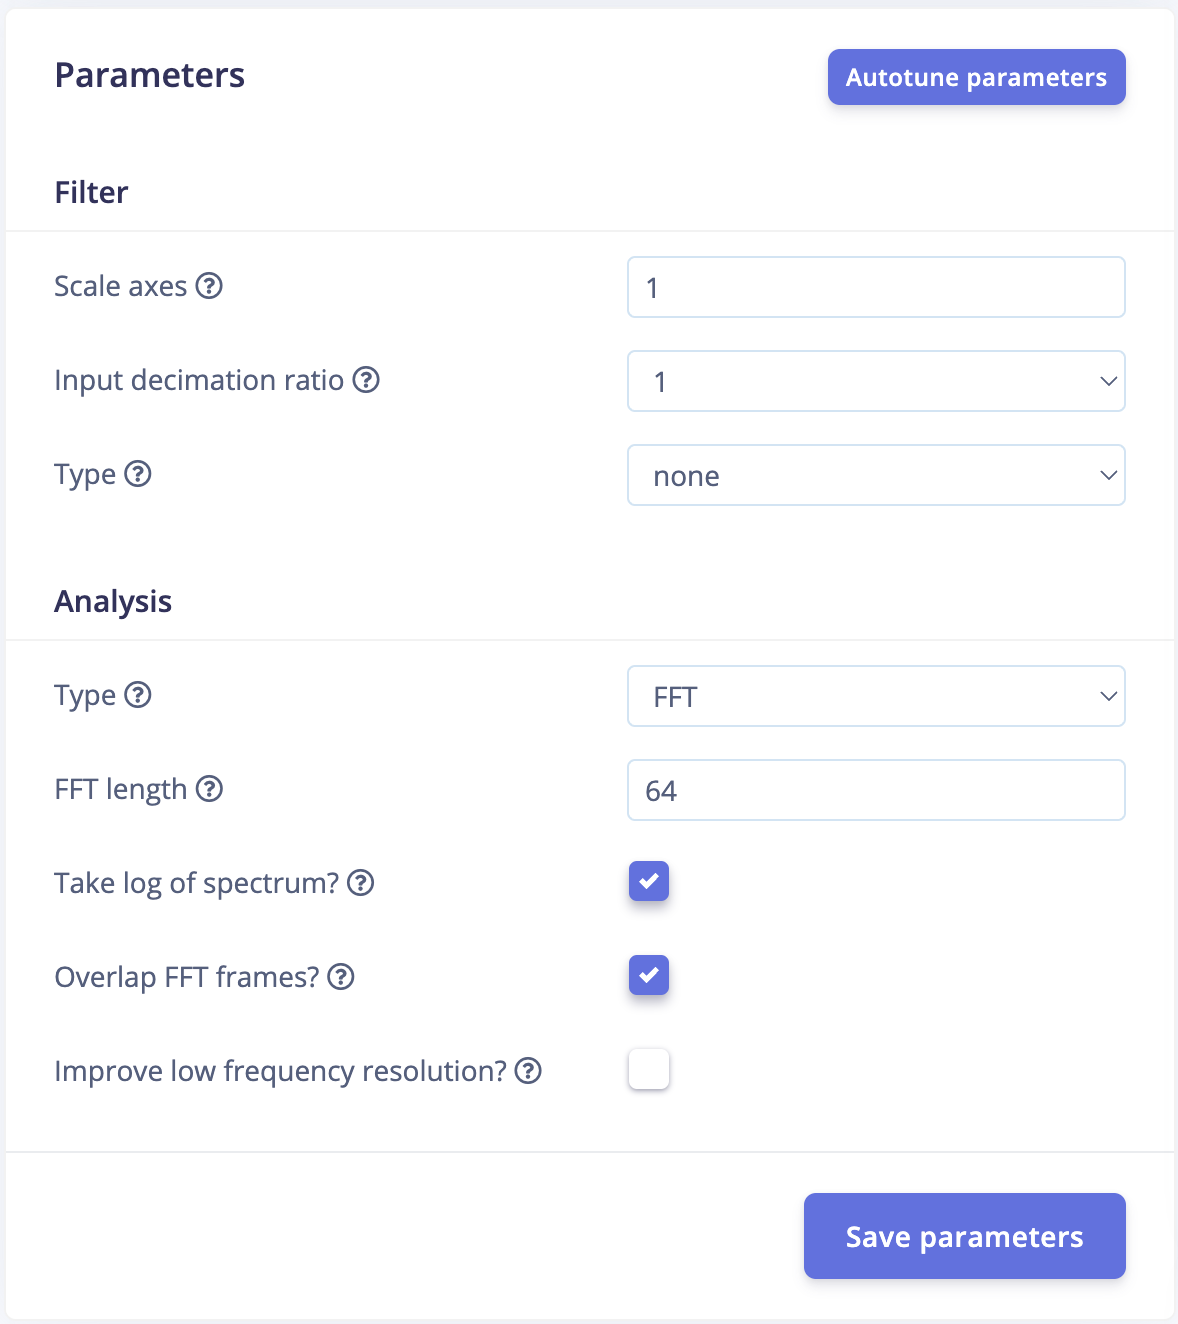 Parameters
Autotune parameters
Filter
Scale axes ?
1
Input decimation ratio ?
1
Type ?
none
Analysis
Type ?
FFT
FFT length ?
64
Take log of spectrum? ?
Overlap FFT frames? ?
Improve low frequency resolution? ?
Save parameters